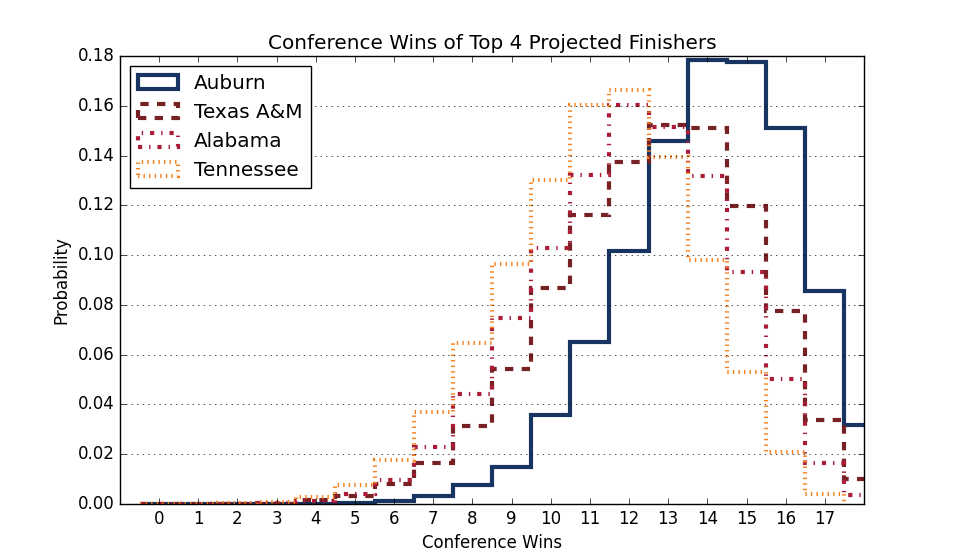 Conference Wins of Top 4 Projected Finishers
Auburn
Texas A&M
Alabama
Tennessee
Probability
0.18
0.16
0.14
0.12
0.10
0.08
0.06
0.04
0.02
0.00
0 1 2 3 4 5 6 7 8 9 10 11 12 13 14 15 16 17
Conference Wins